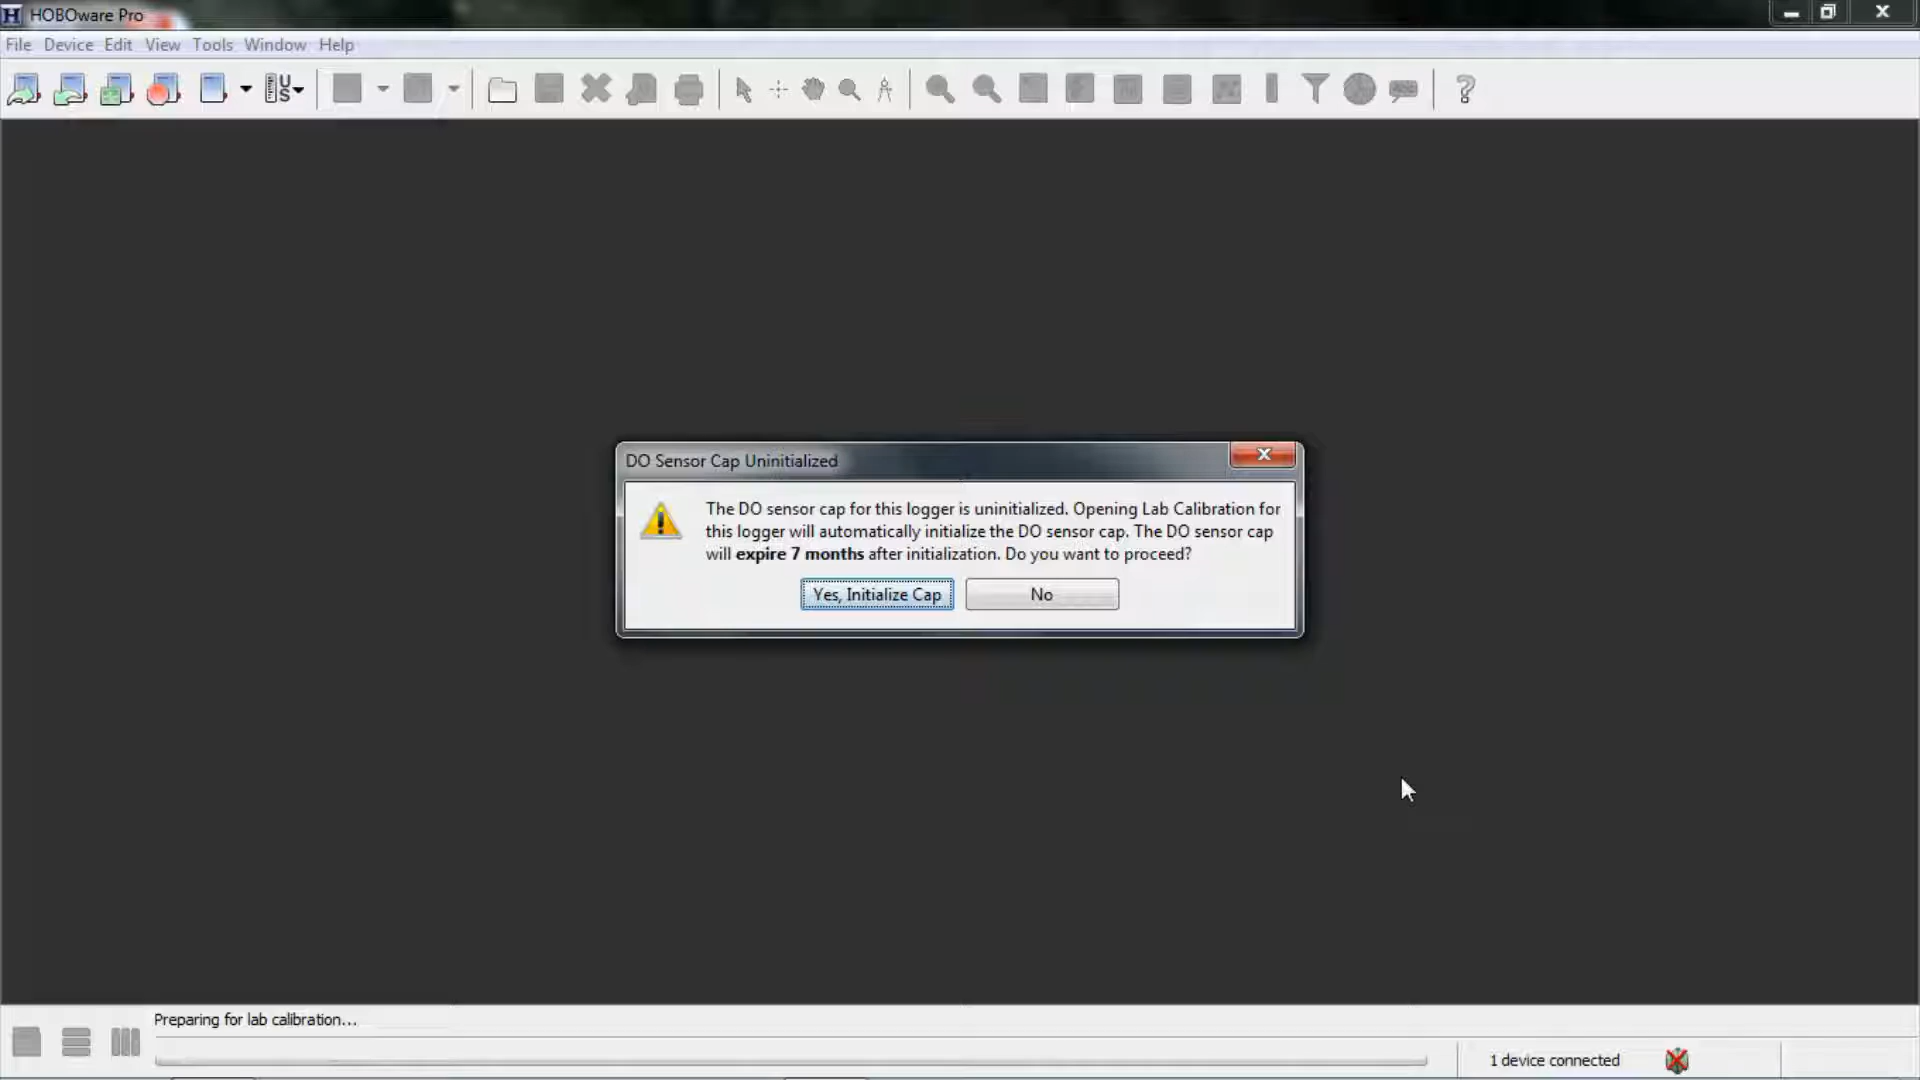 HOBOware Pro
File Device Edit View Tools Window Help
DO Sensor Cap Uninitialized
The DO sensor cap for this logger is uninitialized. Opening Lab Calibration for
this logger will automatically initialize the DO sensor cap. The DO sensor cap
will expire 7 months after initialization. Do you want to proceed?
Yes, Initialize Cap No
Preparing for lab calibration...
1 device connected